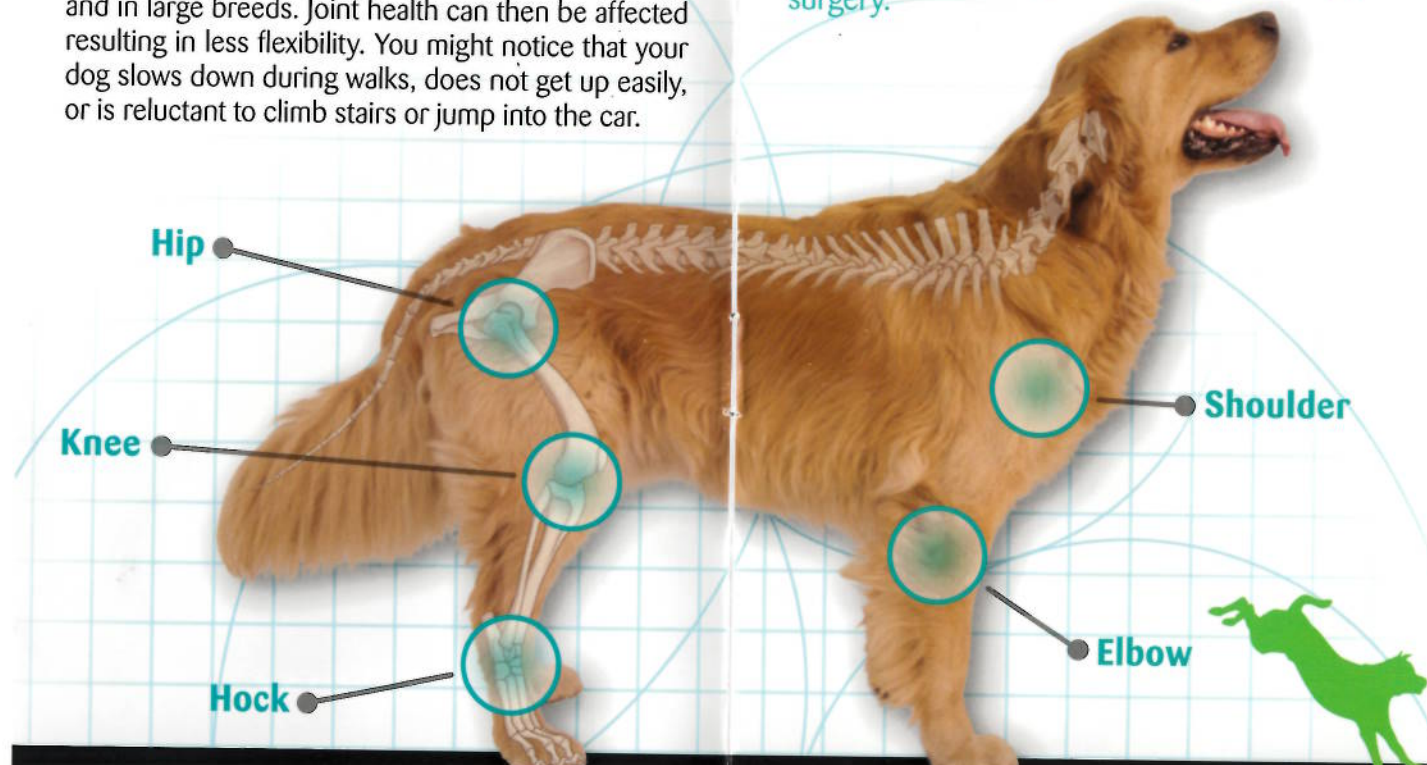 and in large breeds. Joint health can then be affected
resulting in less flexibility. You might notice that your
dog slows down during walks, does not get up easily,
or is reluctant to climb stairs or jump into the car.
surgery.
Hip
Shoulder
Knee
Elbow
Hock